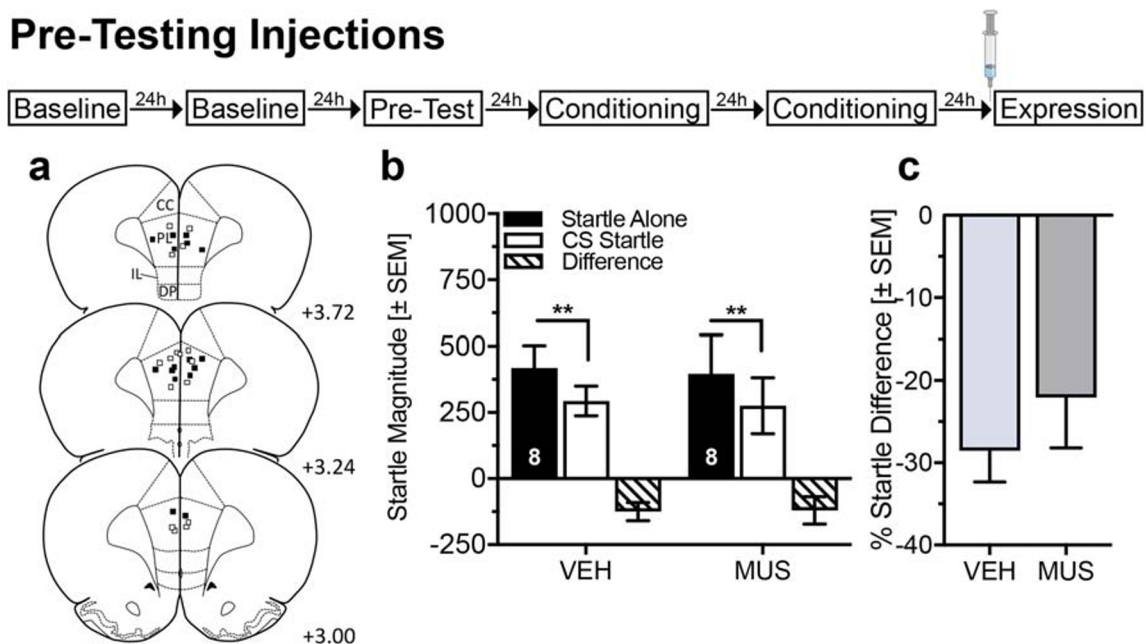 Pre-Testing Injections
Baseline 24h Baseline 24h Pre-Test 24h Conditioning 24h Conditioning 24h Expression
a
CC
PL
IL
DP
+3.72
+3.24
+3.00
b
Startle Magnitude [± SEM]
1000
750
500
250
0
-250
Startle Alone
CS Startle
Difference
**
**
8
8
VEH
MUS
c
% Startle Difference [± SEM]
0
-10
-20
-30
-40
VEH
MUS